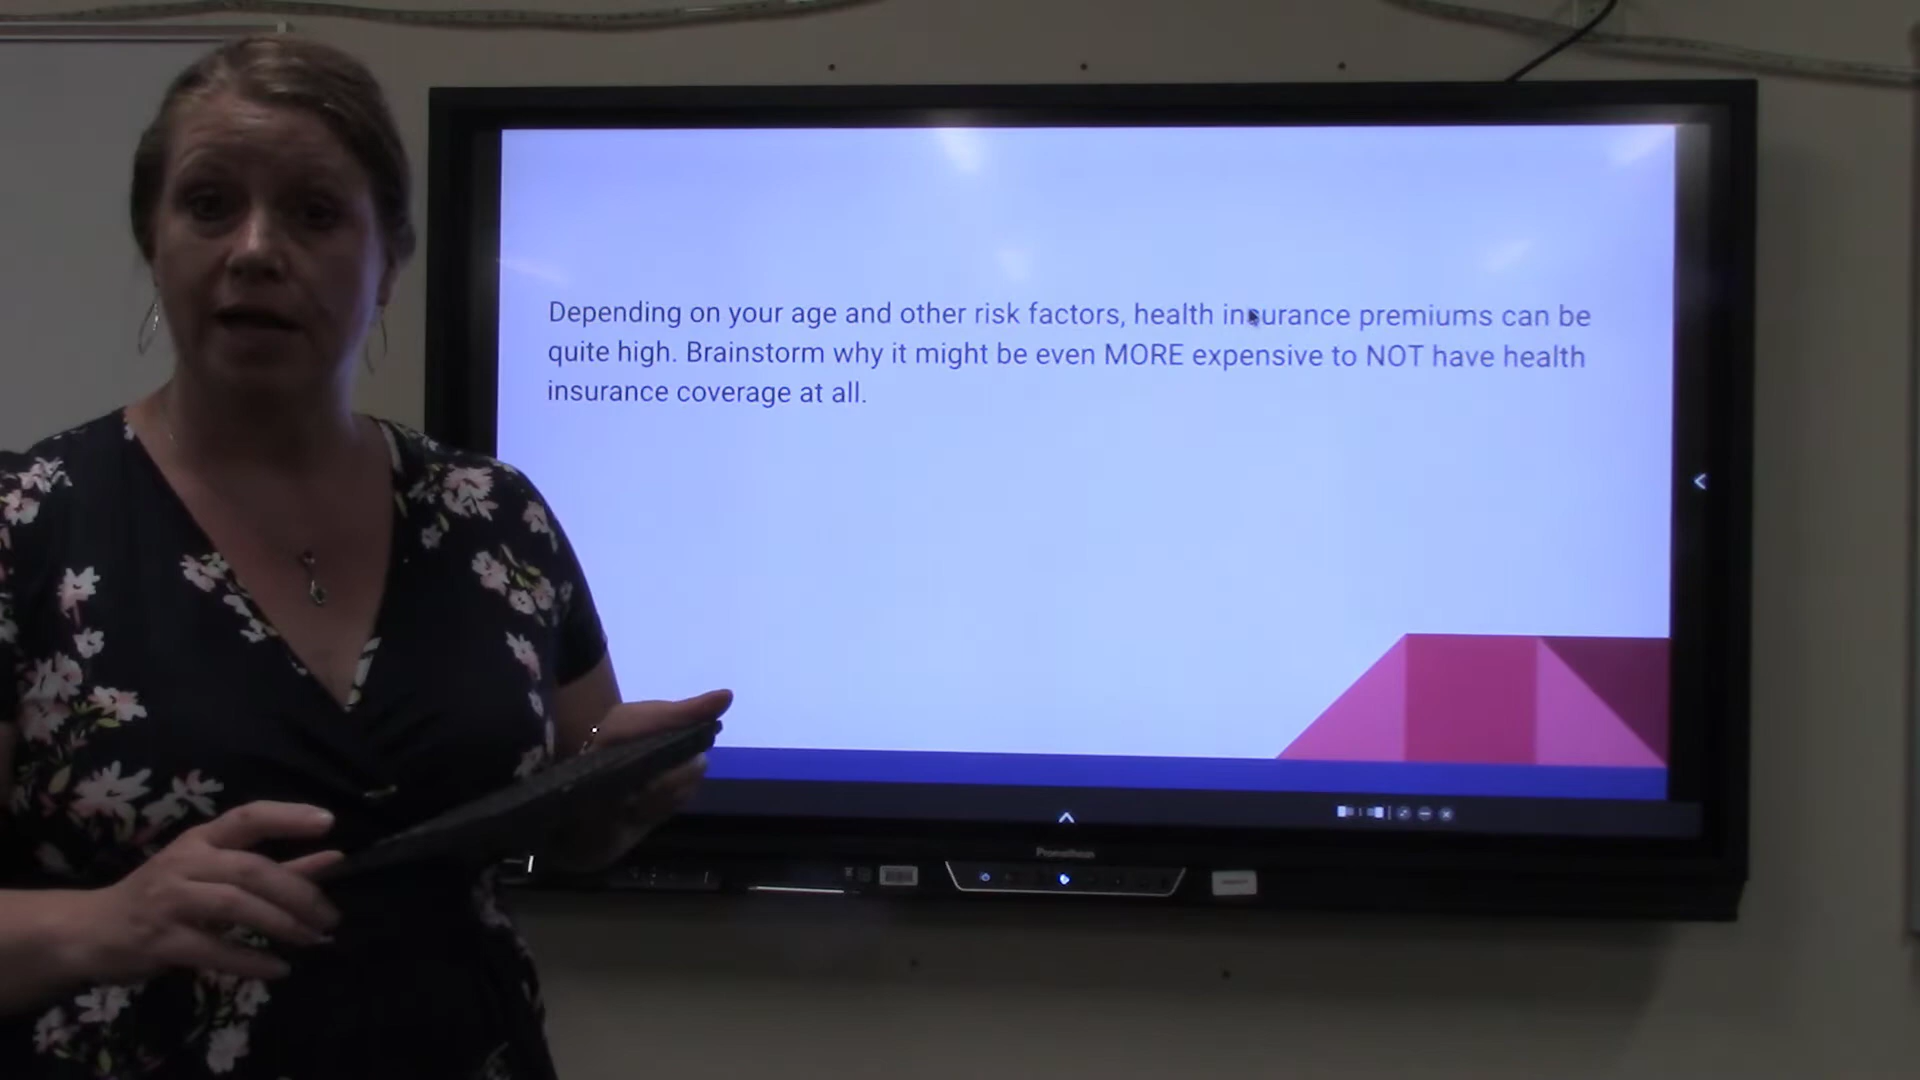 Depending on your age and other risk factors, health insurance premiums can be
quite high. Brainstorm why it might be even MORE expensive to NOT have health
insurance coverage at all.
Promethean